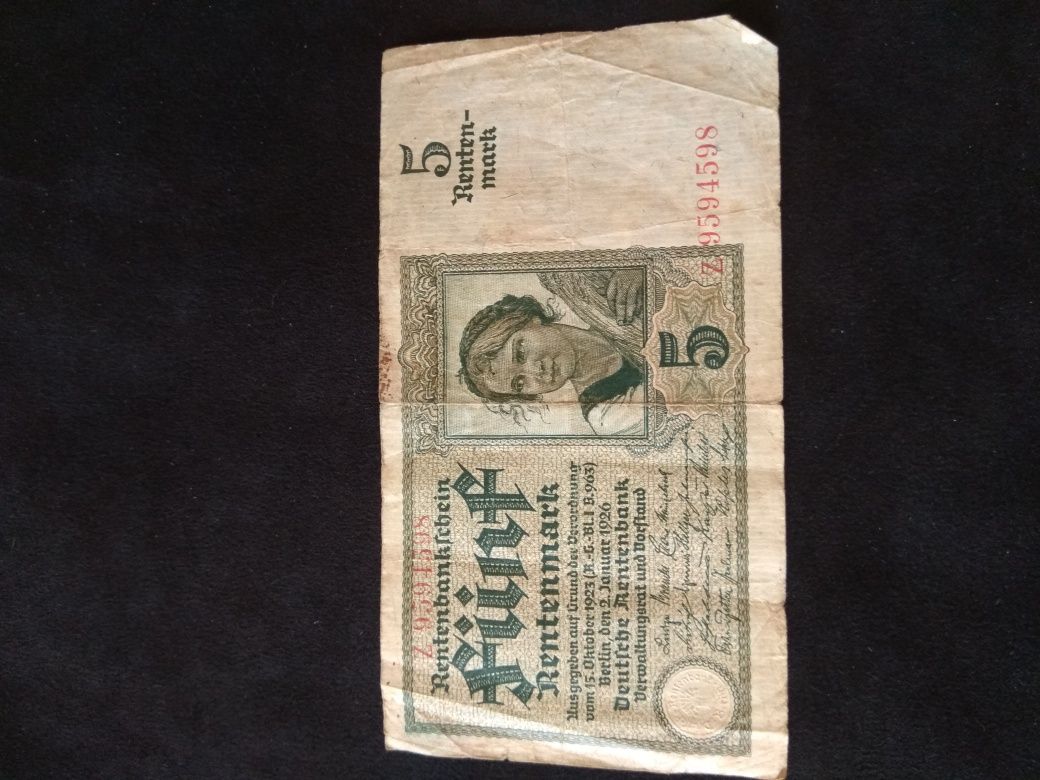 Z·9594598
Rentenbankschein
Fünf
Rentenmark
Ausgegeben auf Grund der Verordnung
vom 15. Oktober 1923 (R.-G.-Bl. I S. 963)
Berlin, den 2. Januar 1926
Deutsche Rentenbank
Verwaltungsrat und Vorstand
5
5
Renten-
mark
Z·9594598